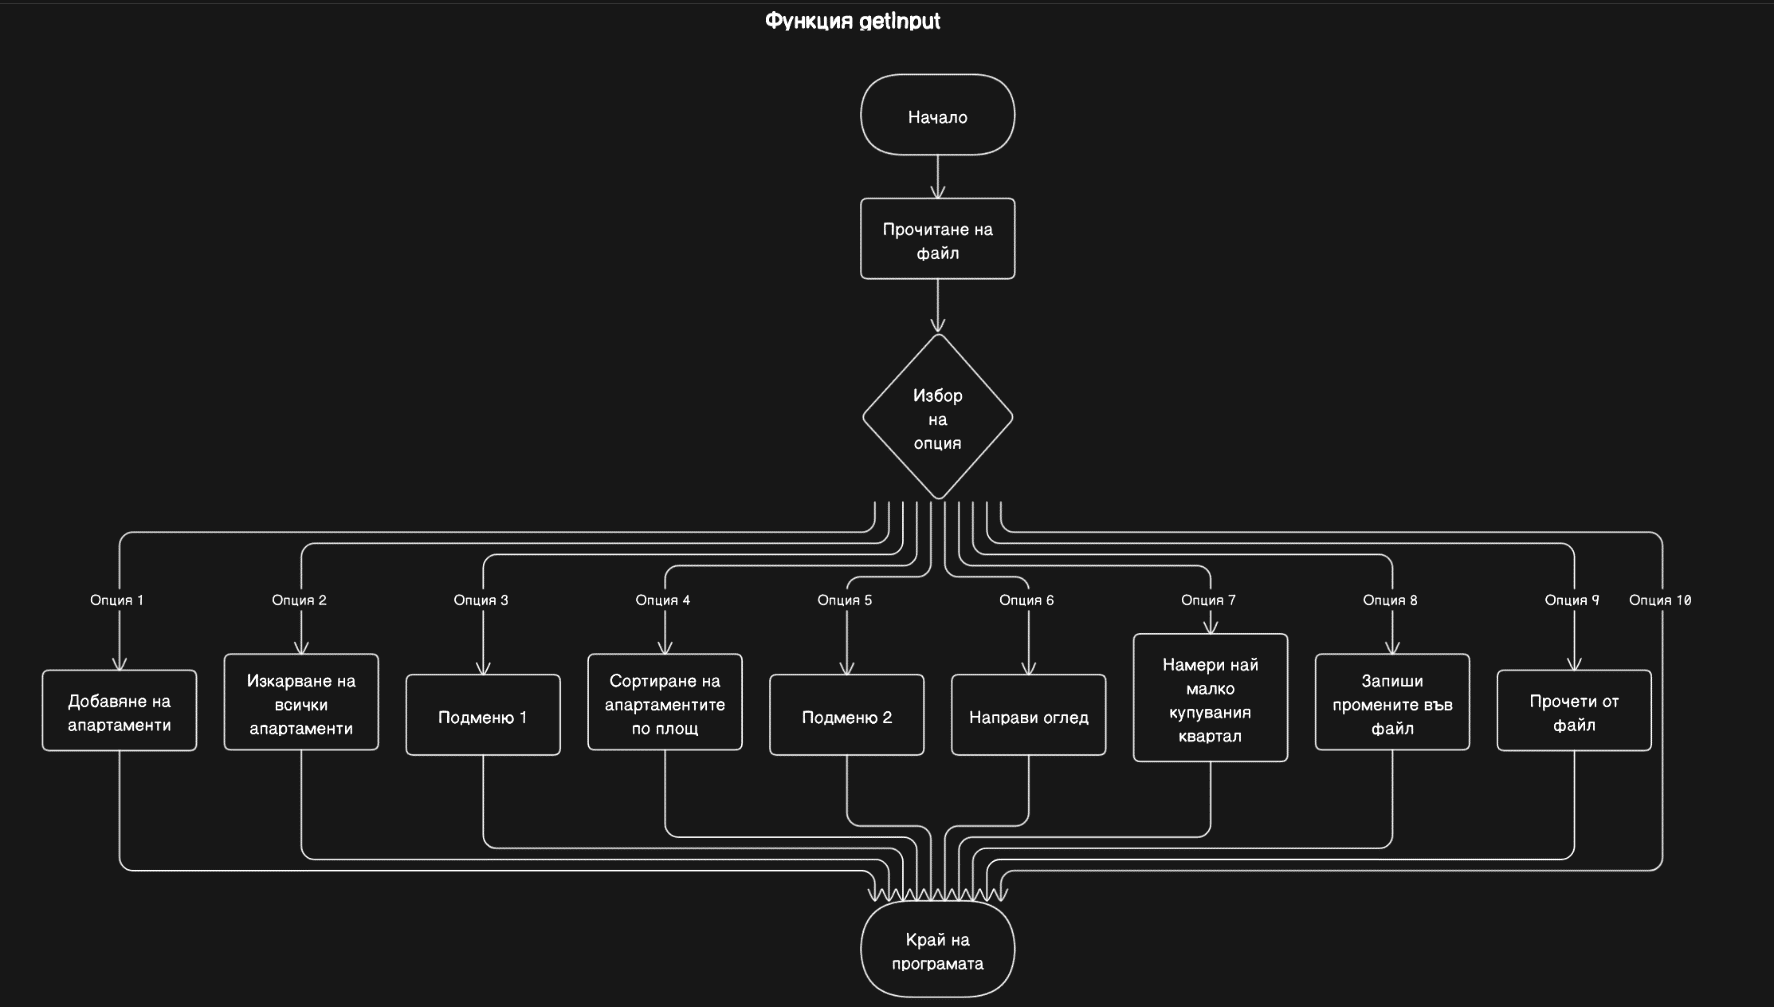 Функция getInput
Начало
Прочитане на
файл
Избор
на
опция
Опция 1
Опция 2
Опция 3
Опция 4
Опция 5
Опция 6
Опция 7
Опция 8
Опция 9
Опция 10
Добавяне на
апартаменти
Изкарване на
всички
апартаменти
Подменю 1
Сортиране на
апартаментите
по площ
Подменю 2
Направи оглед
Намери най
малко
купувания
квартал
Запиши
промените във
файл
Прочети от
файл
Край на
програмата